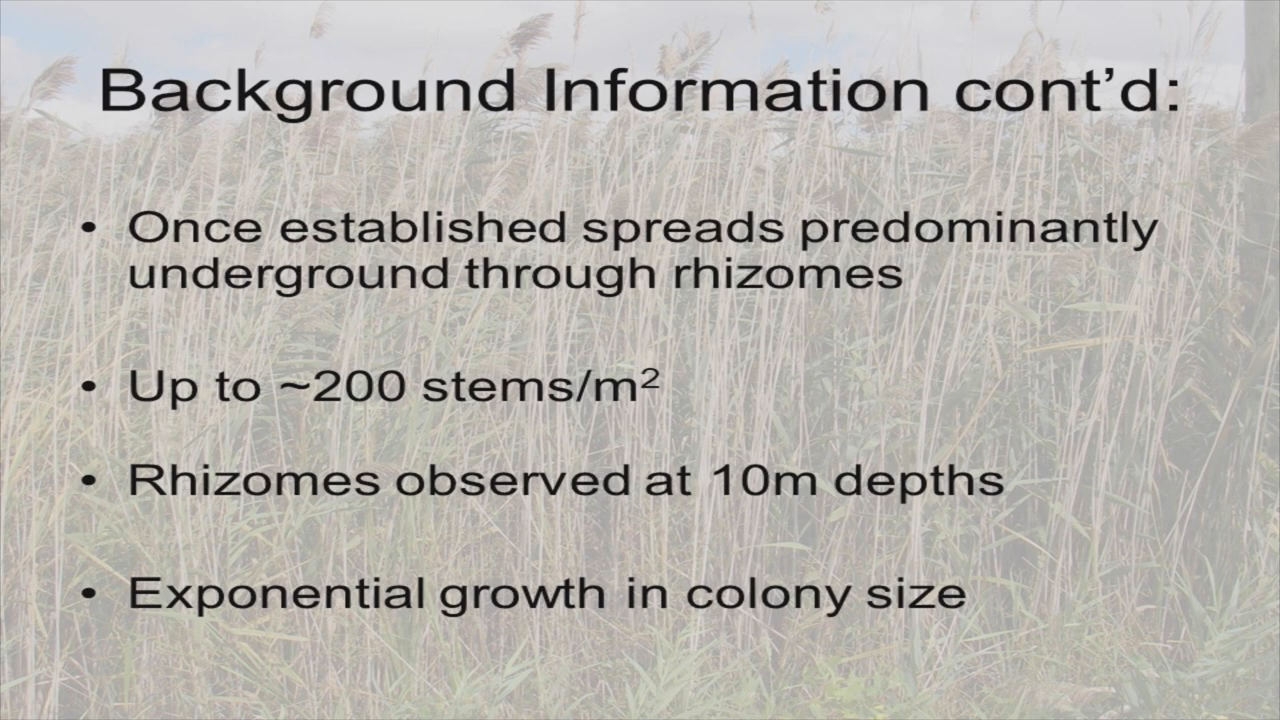 Background Information cont’d:
• Once established spreads predominantly
underground through rhizomes
• Up to ~200 stems/m²
• Rhizomes observed at 10m depths
• Exponential growth in colony size